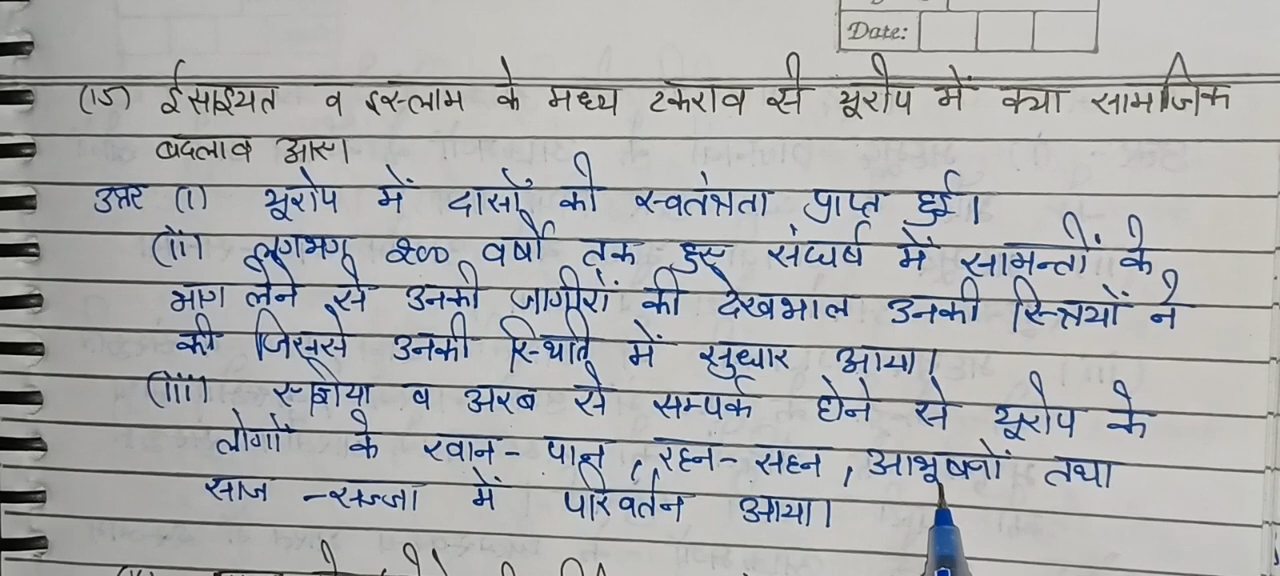 Date:
(15) ईसाइयत व इस्लाम के मध्य टकराव से यूरोप में क्या सामाजिक
बदलाव आए।
उत्तर (i) यूरोप में दासों को स्वतंत्रता प्राप्त हुई।
(ii) लगभग 200 वर्षों तक हुए संघर्ष में सामन्तों के
भाग लेने से उनकी जागीरों की देखभाल उनकी स्त्रियों ने
की जिससे उनकी स्थिति में सुधार आया।
(iii) एशिया व अरब से सम्पर्क होने से यूरोप के
लोगों के खान-पान, रहन-सहन, आभूषणों तथा
साज-सज्जा में परिवर्तन आया।